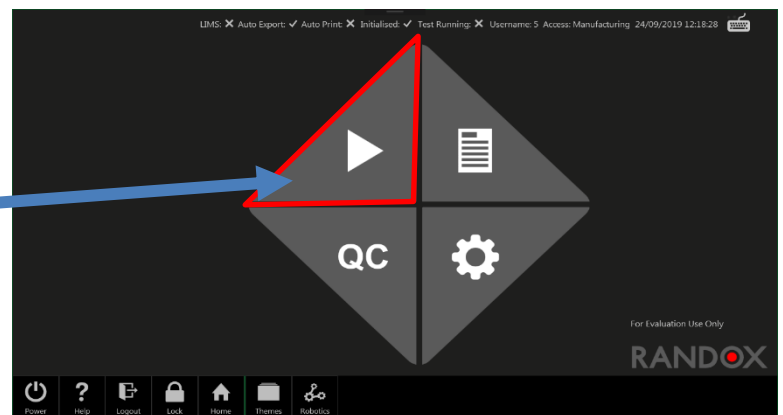 LIMS: ✕ Auto Export: ✓ Auto Print: ✕ Initialised: ✓ Test Running: ✕ Username: 5 Access: Manufacturing 24/09/2019 12:18:28
QC
For Evaluation Use Only
RANDOX
Power Help Logout Lock Home Themes Robotics